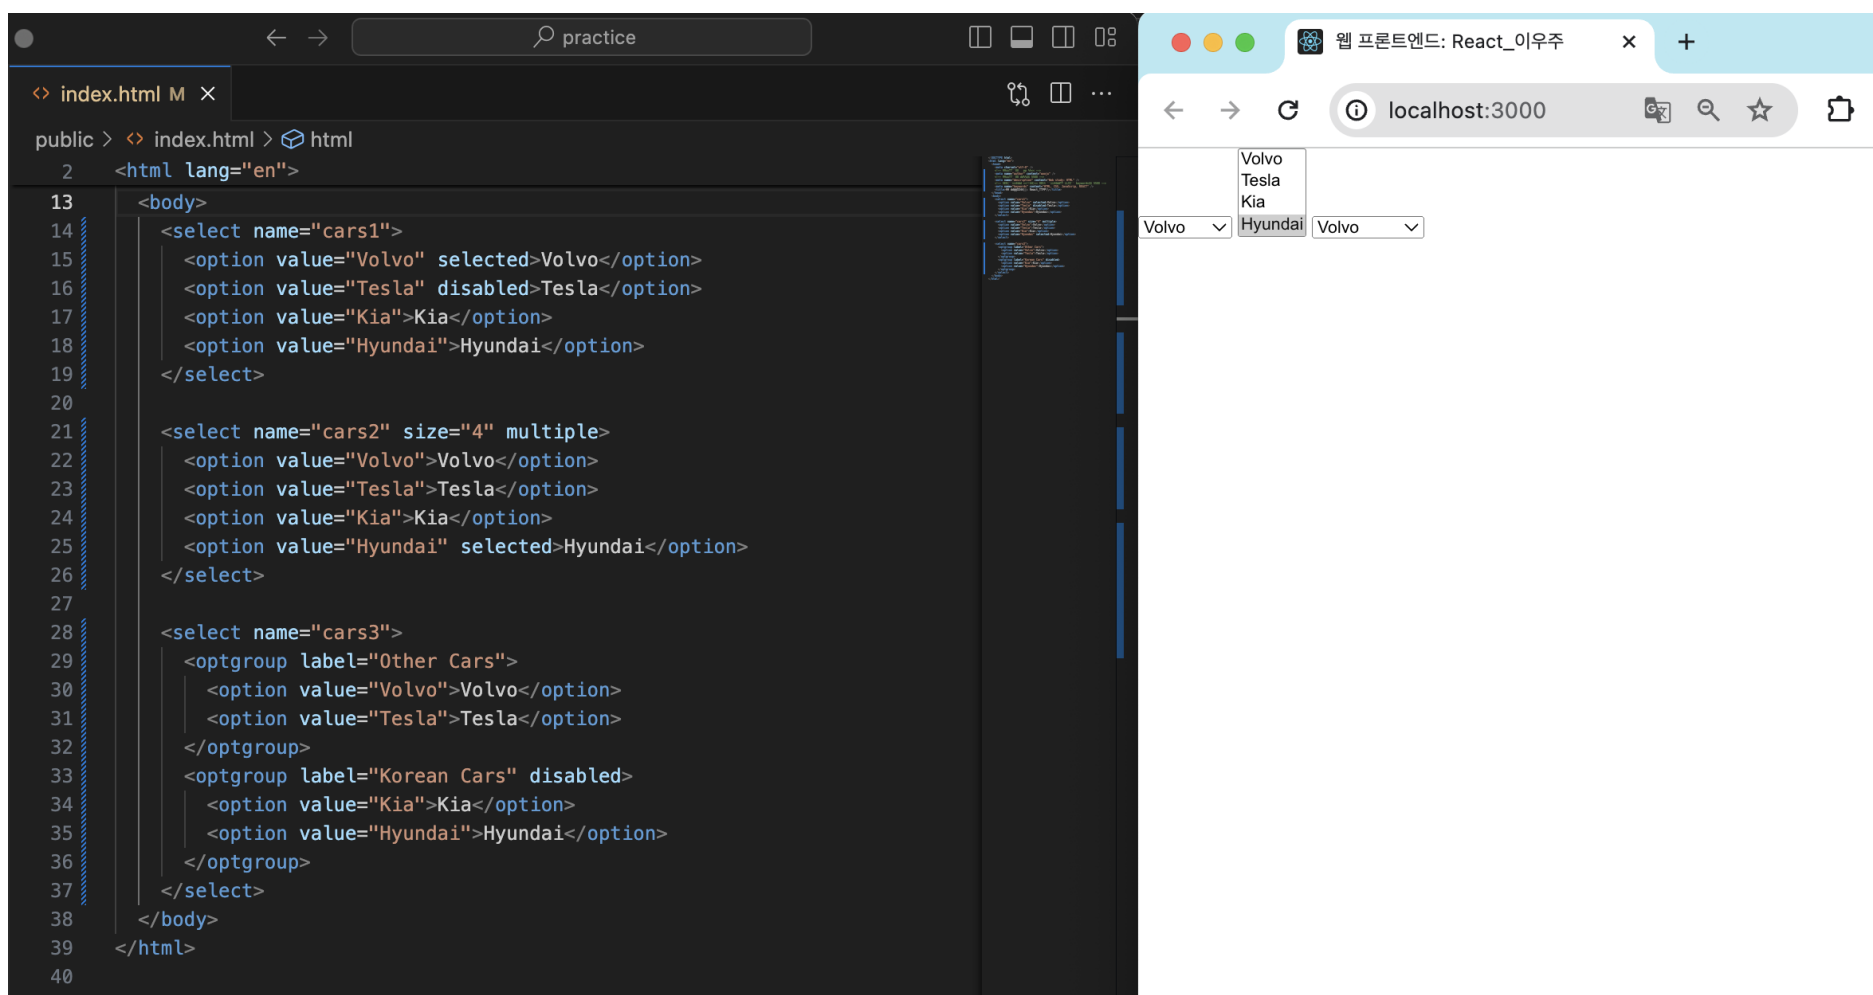 practice
index.html M
public > index.html > html
2 <html lang="en">
13 <body>
14 <select name="cars1">
15 <option value="Volvo" selected>Volvo</option>
16 <option value="Tesla" disabled>Tesla</option>
17 <option value="Kia">Kia</option>
18 <option value="Hyundai">Hyundai</option>
19 </select>
20
21 <select name="cars2" size="4" multiple>
22 <option value="Volvo">Volvo</option>
23 <option value="Tesla">Tesla</option>
24 <option value="Kia">Kia</option>
25 <option value="Hyundai" selected>Hyundai</option>
26 </select>
27
28 <select name="cars3">
29 <optgroup label="Other Cars">
30 <option value="Volvo">Volvo</option>
31 <option value="Tesla">Tesla</option>
32 </optgroup>
33 <optgroup label="Korean Cars" disabled>
34 <option value="Kia">Kia</option>
35 <option value="Hyundai">Hyundai</option>
36 </optgroup>
37 </select>
38 </body>
39 </html>
40
웹 프론트엔드: React_이우주
localhost:3000
Volvo
Tesla
Kia
Hyundai
Volvo
Volvo